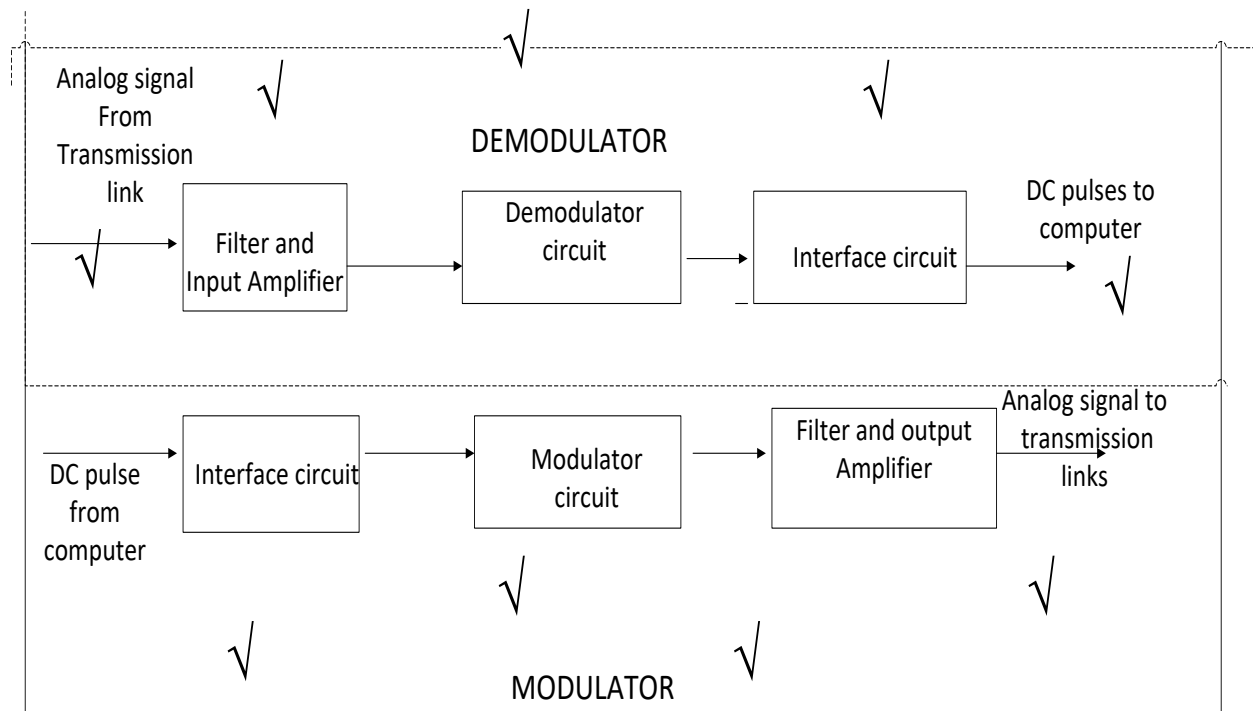 √
√
√
Analog signal
From
Transmission
link
DEMODULATOR
√
Filter and
Input Amplifier
Demodulator
circuit
Interface circuit
DC pulses to
computer
√
DC pulse
from
computer
Interface circuit
Modulator
circuit
Filter and output
Amplifier
Analog signal to
transmission
links
√
√
√
√
MODULATOR